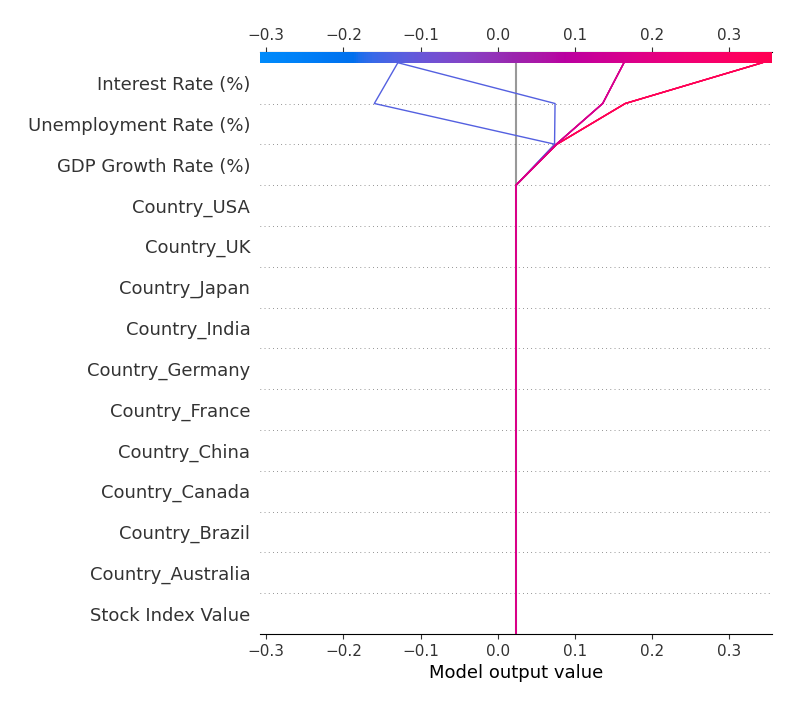 −0.3 −0.2 −0.1 0.0 0.1 0.2 0.3
Interest Rate (%)
Unemployment Rate (%)
GDP Growth Rate (%)
Country_USA
Country_UK
Country_Japan
Country_India
Country_Germany
Country_France
Country_China
Country_Canada
Country_Brazil
Country_Australia
Stock Index Value
−0.3 −0.2 −0.1 0.0 0.1 0.2 0.3
Model output value